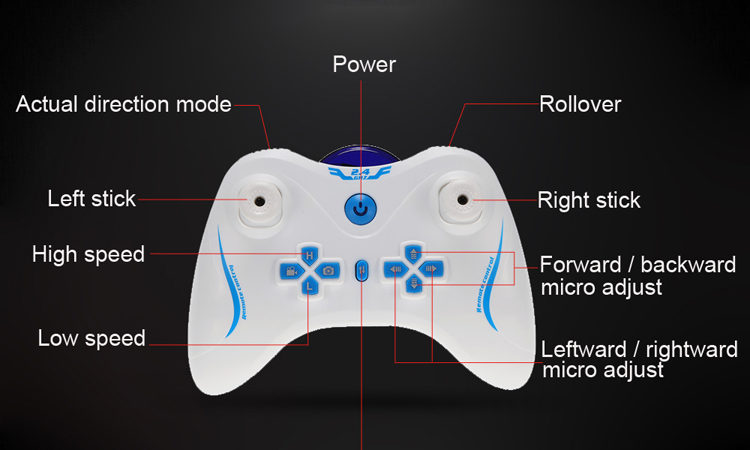 Power
Actual direction mode
Rollover
2.4
GHz
Left stick
Right stick
High speed
H
Forward / backward
micro adjust
Remote control
Remote control
L
Low speed
Leftward / rightward
micro adjust